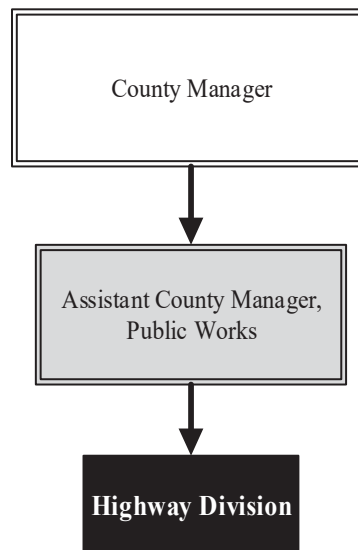 County Manager
Assistant County Manager,
Public Works
Highway Division